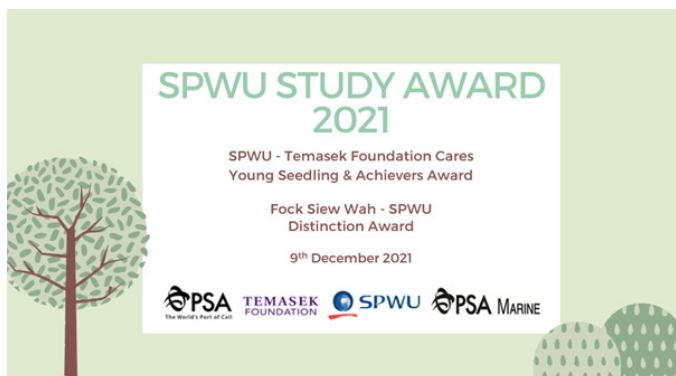 SPWU STUDY AWARD
2021
SPWU - Temasek Foundation Cares
Young Seedling & Achievers Award
Fock Siew Wah - SPWU
Distinction Award
9th December 2021
PSA
The World's Port of Call
TEMASEK
FOUNDATION
SPWU
PSA MARINE